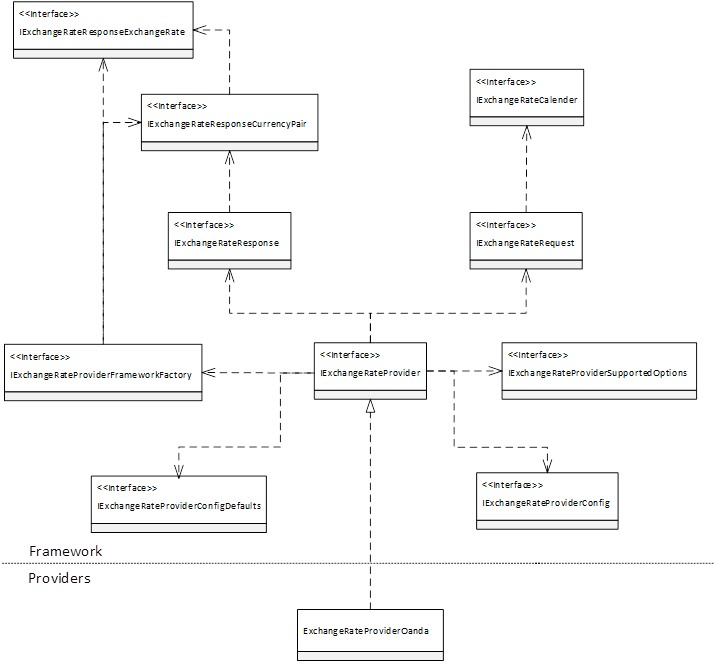 <<Interface>>
IExchangeRateResponseExchangeRate
<<Interface>>
IExchangeRateCalender
<<Interface>>
IExchangeRateResponseCurrencyPair
<<Interface>>
IExchangeRateResponse
<<Interface>>
IExchangeRateRequest
<<Interface>>
IExchangeRateProviderFrameworkFactory
<<Interface>>
IExchangeRateProvider
<<Interface>>
IExchangeRateProviderSupportedOptions
<<Interface>>
IExchangeRateProviderConfigDefaults
<<Interface>>
IExchangeRateProviderConfig
Framework
Providers
ExchangeRateProviderOanda